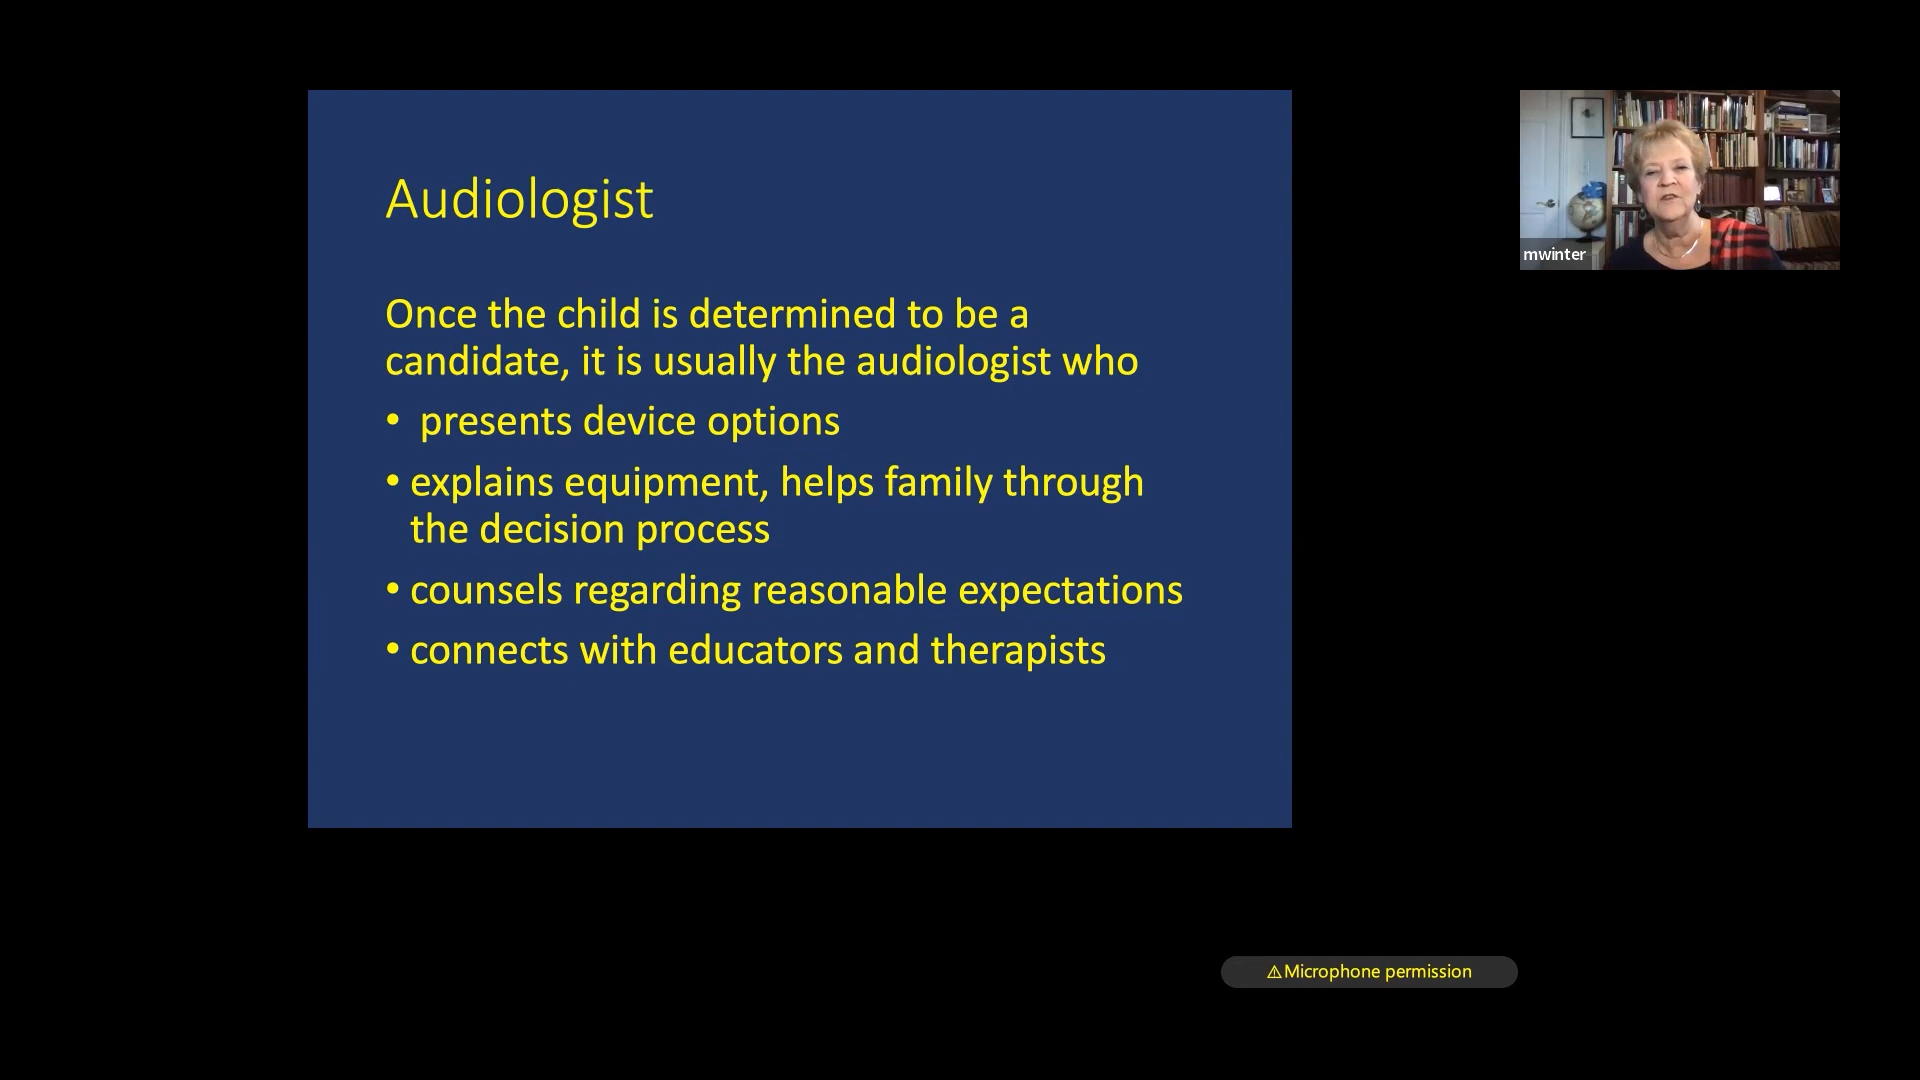 Audiologist
Once the child is determined to be a
candidate, it is usually the audiologist who
• presents device options
• explains equipment, helps family through
the decision process
• counsels regarding reasonable expectations
• connects with educators and therapists
mwinter
⚠Microphone permission